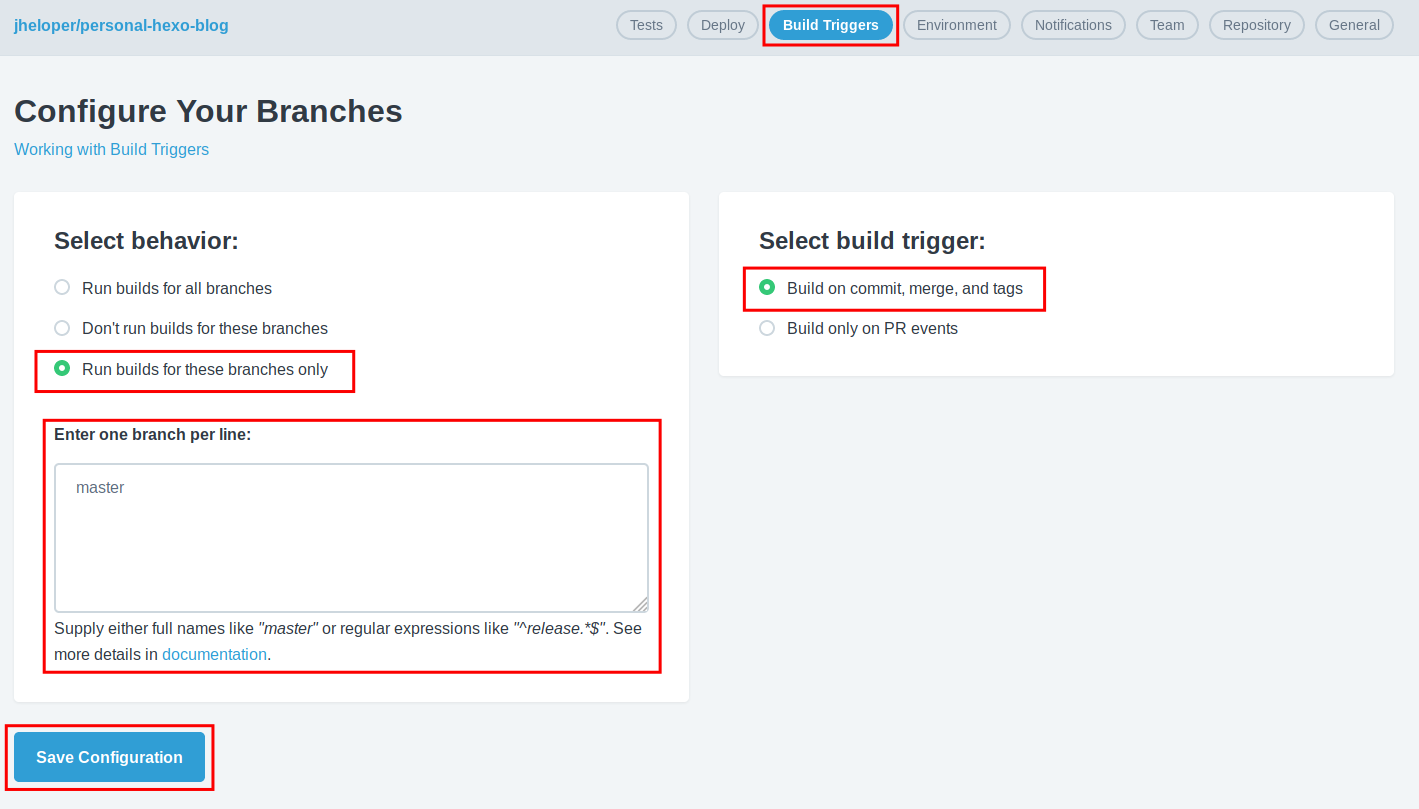 jheloper/personal-hexo-blog
Tests
Deploy
Build Triggers
Environment
Notifications
Team
Repository
General
Configure Your Branches
Working with Build Triggers
Select behavior:
Run builds for all branches
Don't run builds for these branches
Run builds for these branches only
Enter one branch per line:
master
Supply either full names like "master" or regular expressions like "^release.*$". See
more details in documentation.
Select build trigger:
Build on commit, merge, and tags
Build only on PR events
Save Configuration